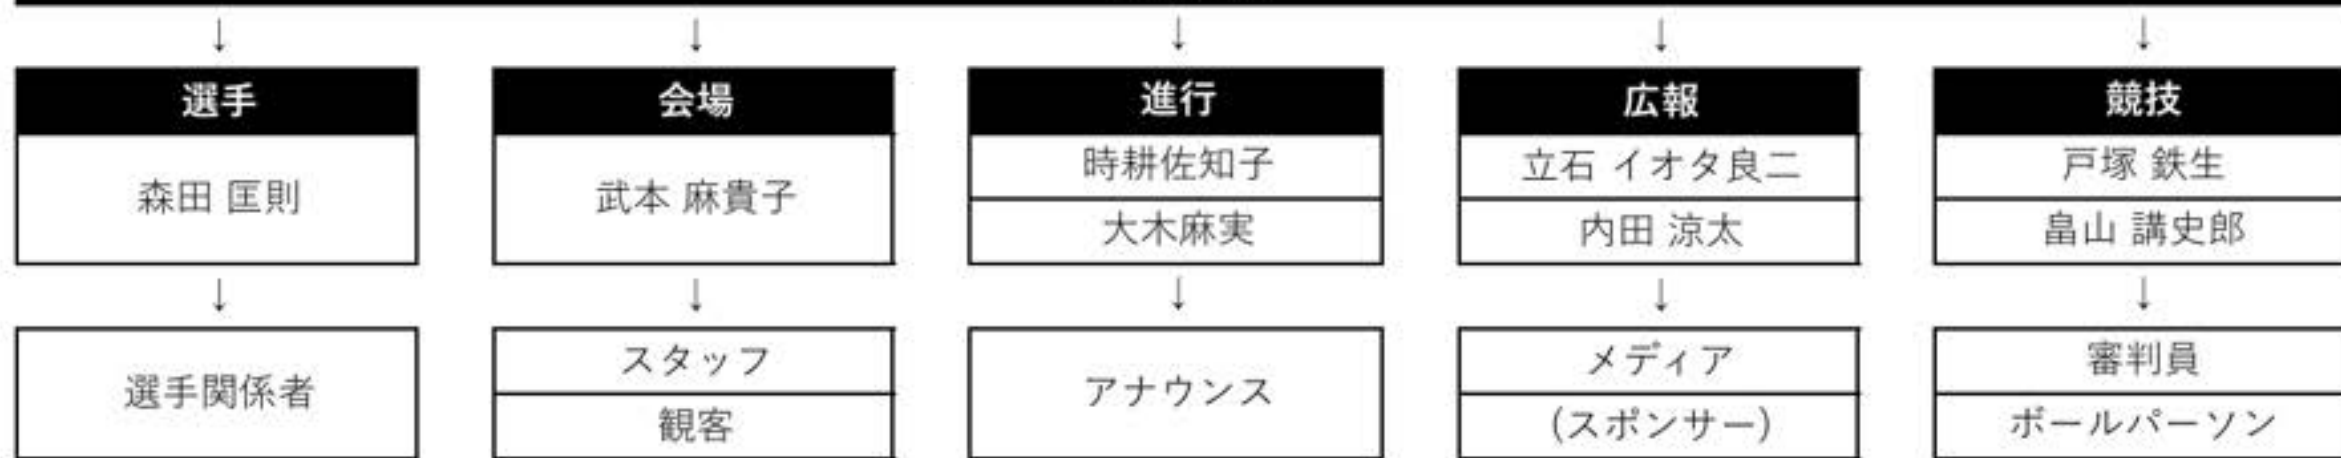 ↓ ↓ ↓ ↓ ↓
選手
森田 匡則
↓
選手関係者
会場
武本 麻貴子
↓
スタッフ
観客
進行
時耕佐知子
大木麻実
↓
アナウンス
広報
立石 イオタ良二
内田 涼太
↓
メディア
(スポンサー)
競技
戸塚 鉄生
畠山 講史郎
↓
審判員
ボールパーソン